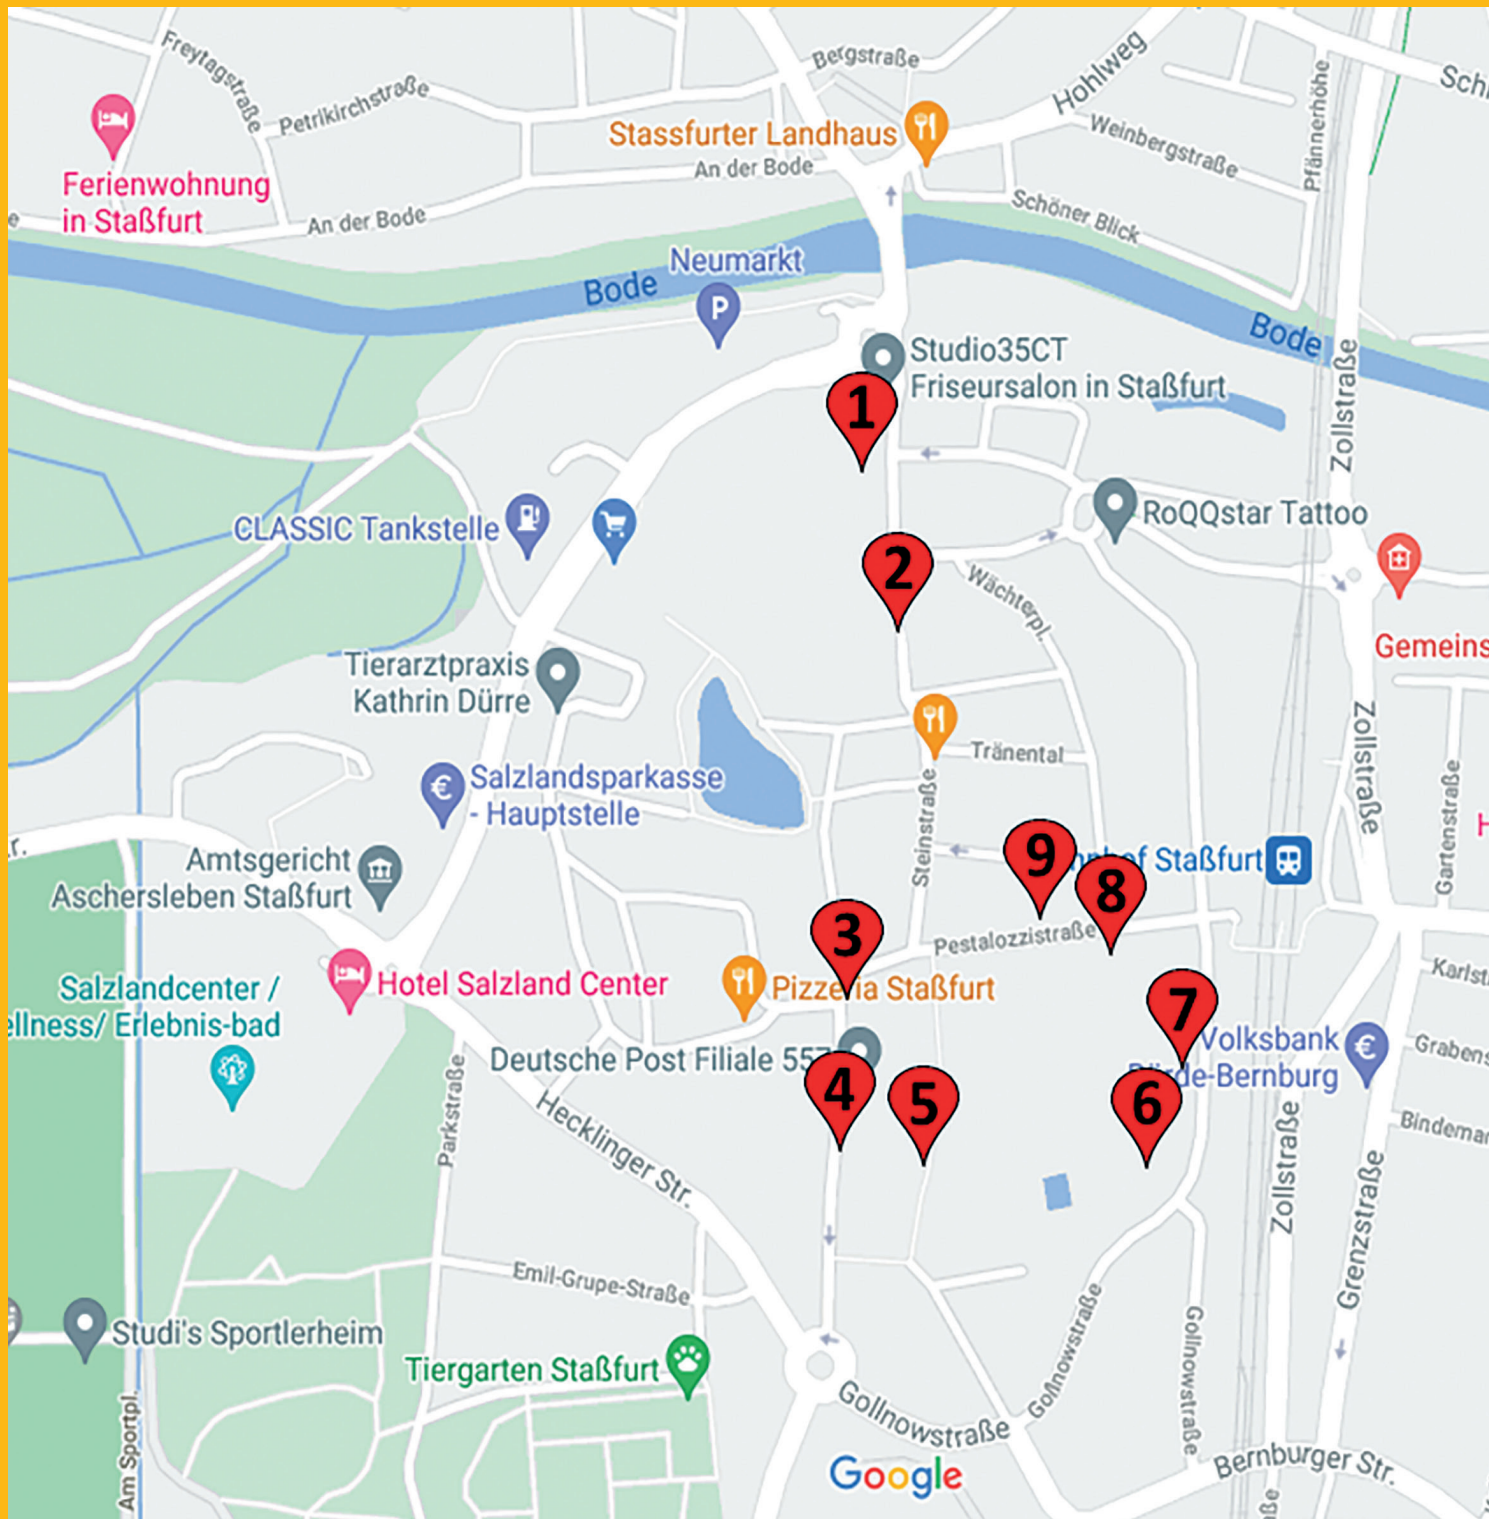 Freytagstraße
Petrikirchstraße
Bergstraße
Hohlweg
Stassfurter Landhaus
An der Bode
Weinbergstraße
Pfännerhöhe
Ferienwohnung
in Staßfurt
An der Bode
Schöner Blick
Neumarkt
P
Bode
Bode
Studio35CT
Friseursalon in Staßfurt
1
Zollstraße
CLASSIC Tankstelle
RoQQstar Tattoo
2
Wächterpl.
Gemeins
Tierarztpraxis
Kathrin Dürre
Tränental
Zollstraße
Salzlandsparkasse
- Hauptstelle
€
Steinstraße
Gartenstraße
Amtsgericht
Aschersleben Staßfurt
9
Staßfurt
8
3
Pestalozzistraße
Hotel Salzland Center
Pizzeria Staßfurt
Salzlandcenter /
ellness/ Erlebnis-bad
7
Volksbank
de-Bernburg
€
Karlst
Grabens
Deutsche Post Filiale 557
4
5
6
Parkstraße
Hecklinger Str.
Bindemar
Zollstraße
Grenzstraße
Emil-Grupe-Straße
Studi's Sportlerheim
Tiergarten Staßfurt
Gollnowstraße
Gollnowstraße
Gollnowstraße
Am Sportpl.
Google
Bernburger Str.